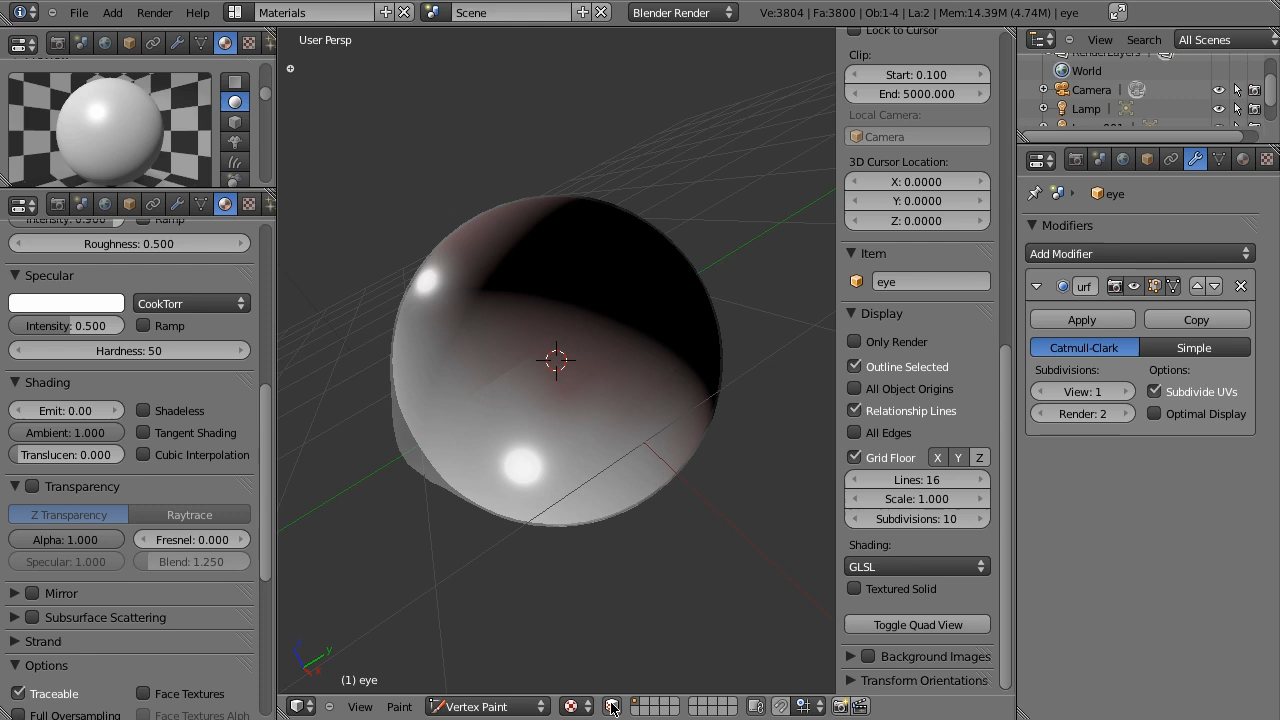 File Add Render Help Materials Scene Blender Render Ve:3804 | Fa:3800 | Ob:1-4 | La:2 | Mem:14.39M (4.74M) | eye
User Persp
(1) eye
Roughness: 0.500
Specular
CookTorr
Intensity: 0.500 Ramp
Hardness: 50
Shading
Emit: 0.00 Shadeless
Ambient: 1.000 Tangent Shading
Translucen: 0.000 Cubic Interpolation
Transparency
Z Transparency Raytrace
Alpha: 1.000 Fresnel: 0.000
Specular: 1.000 Blend: 1.250
Mirror
Subsurface Scattering
Strand
Options
Traceable Face Textures
Full Oversampling Face Textures Alph
View Paint Vertex Paint
Lock to Cursor
Clip:
Start: 0.100
End: 5000.000
Local Camera:
Camera
3D Cursor Location:
X: 0.0000
Y: 0.0000
Z: 0.0000
Item
eye
Display
Only Render
Outline Selected
All Object Origins
Relationship Lines
All Edges
Grid Floor X Y Z
Lines: 16
Scale: 1.000
Subdivisions: 10
Shading:
GLSL
Textured Solid
Toggle Quad View
Background Images
Transform Orientations
View Search All Scenes
World
Camera
Lamp
eye
Modifiers
Add Modifier
urf
Apply Copy
Catmull-Clark Simple
Subdivisions: Options:
View: 1 Subdivide UVs
Render: 2 Optimal Display